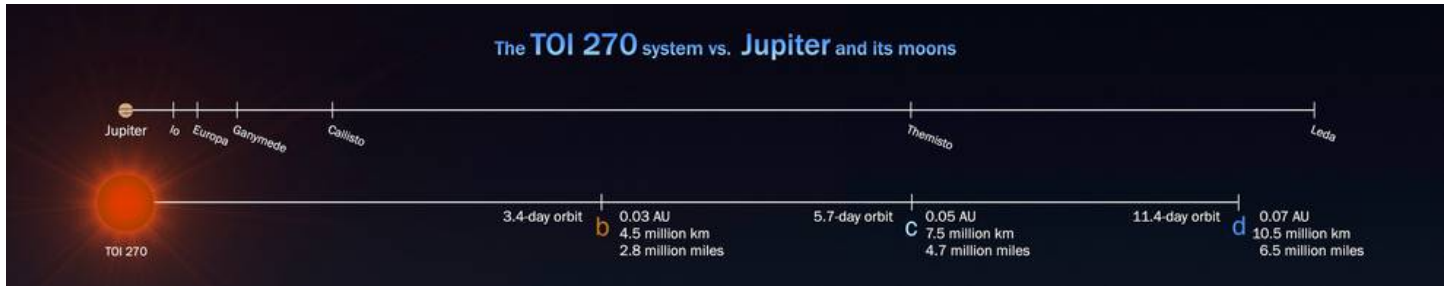 The TOI 270 system vs. Jupiter and its moons
Jupiter
Io
Europa
Ganymede
Callisto
Themisto
Leda
TOI 270
3.4-day orbit
b
0.03 AU
4.5 million km
2.8 million miles
5.7-day orbit
c
0.05 AU
7.5 million km
4.7 million miles
11.4-day orbit
d
0.07 AU
10.5 million km
6.5 million miles